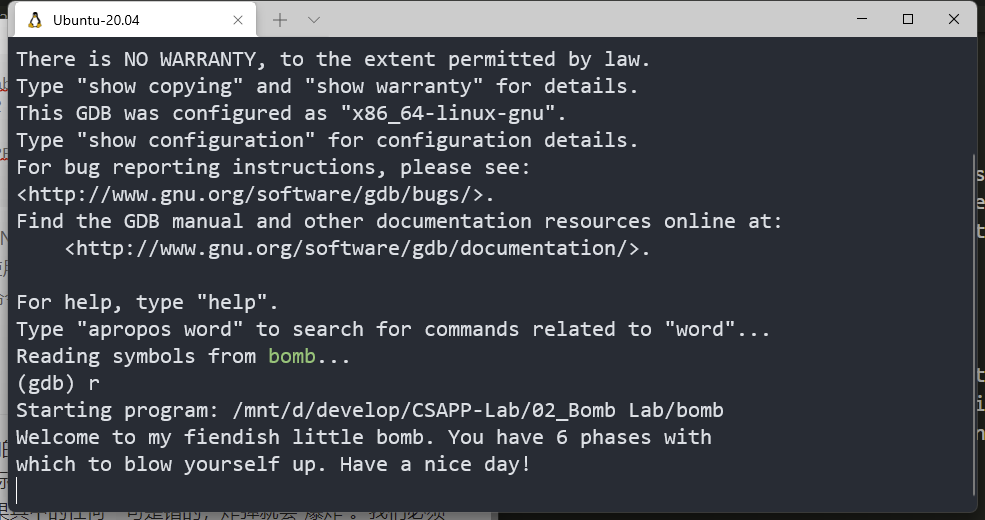 Ubuntu-20.04
There is NO WARRANTY, to the extent permitted by law.
Type "show copying" and "show warranty" for details.
This GDB was configured as "x86_64-linux-gnu".
Type "show configuration" for configuration details.
For bug reporting instructions, please see:
<http://www.gnu.org/software/gdb/bugs/>.
Find the GDB manual and other documentation resources online at:
    <http://www.gnu.org/software/gdb/documentation/>.
For help, type "help".
Type "apropos word" to search for commands related to "word"...
Reading symbols from bomb...
(gdb) r
Starting program: /mnt/d/develop/CSAPP-Lab/02_Bomb Lab/bomb
Welcome to my fiendish little bomb. You have 6 phases with
which to blow yourself up. Have a nice day!